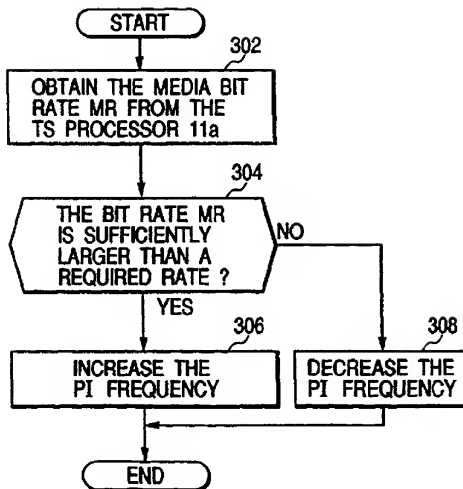 START
302
OBTAIN THE MEDIA BIT
RATE MR FROM THE
TS PROCESSOR 11a
304
THE BIT RATE MR
IS SUFFICIENTLY
LARGER THAN A
REQUIRED RATE ?
NO
YES
306
INCREASE THE
PI FREQUENCY
308
DECREASE THE
PI FREQUENCY
END